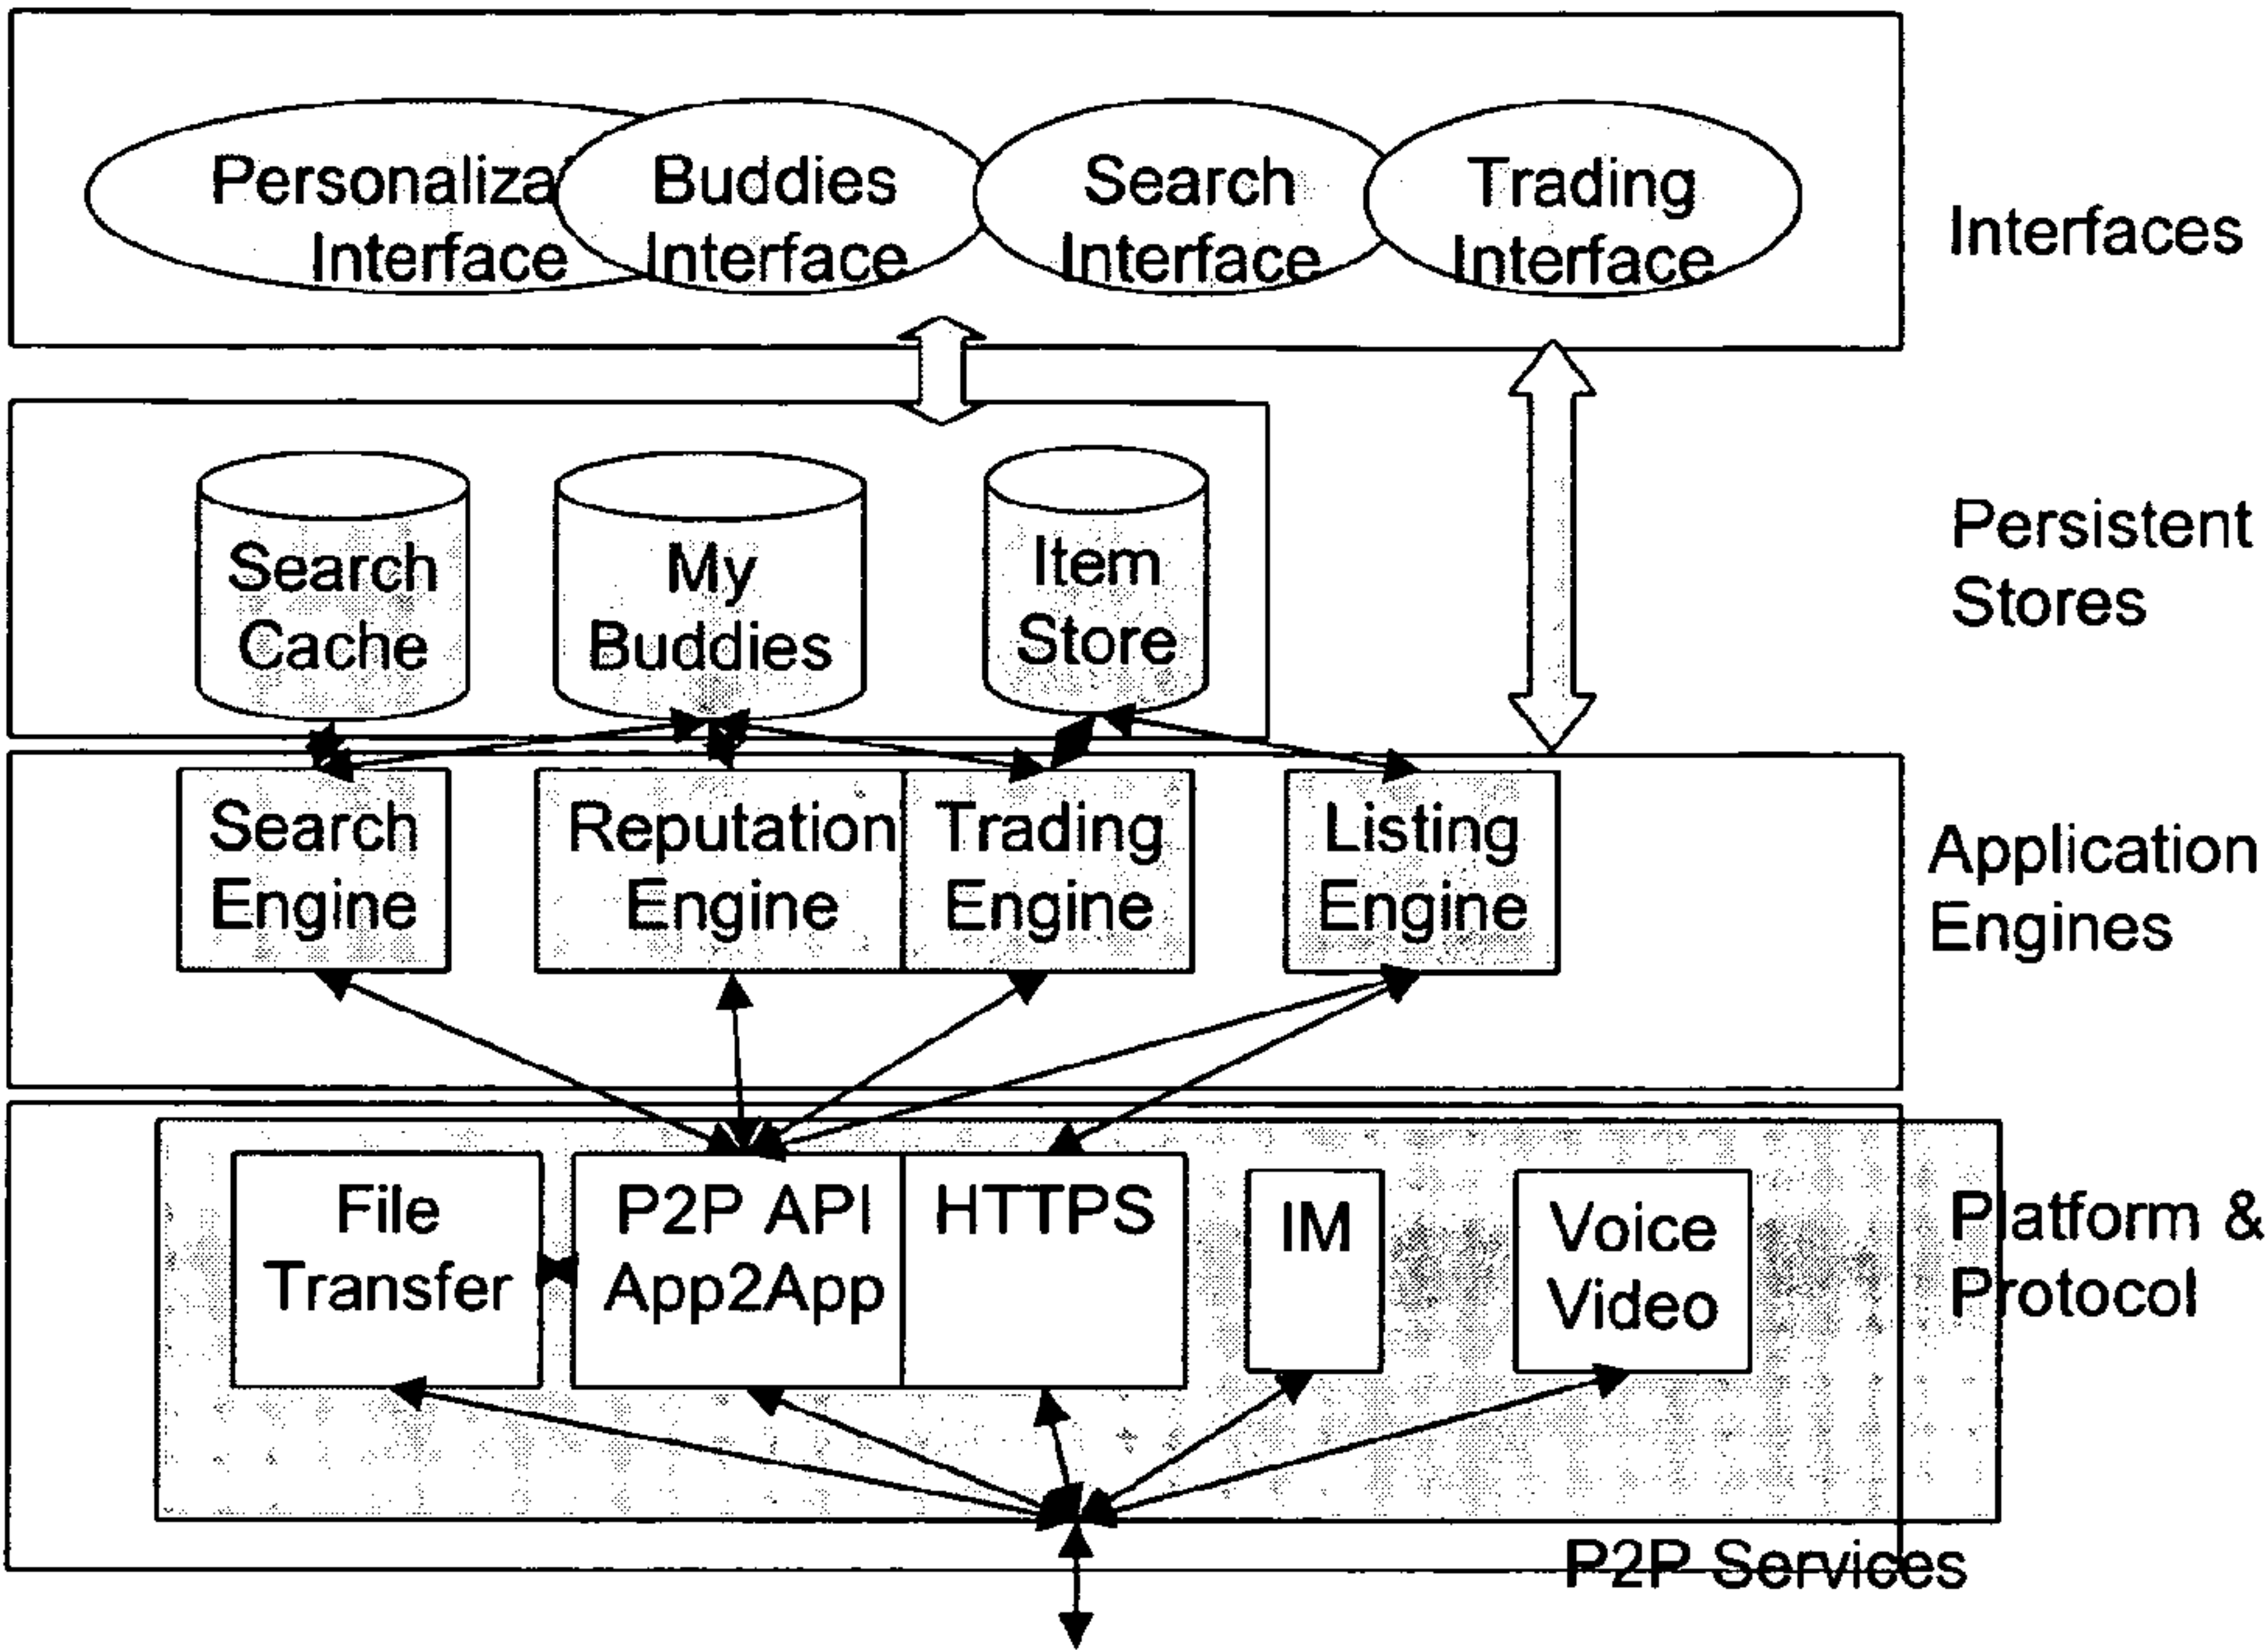 Personaliza
Interface
Buddies
Interface
Search
Interface
Trading
Interface
Interfaces
Search
Cache
My
Buddies
Item
Store
Persistent
Stores
Search
Engine
Reputation
Engine
Trading
Engine
Listing
Engine
Application
Engines
File
Transfer
P2P API
App2App
HTTPS
IM
Voice
Video
Platform &
Protocol
P2P Services